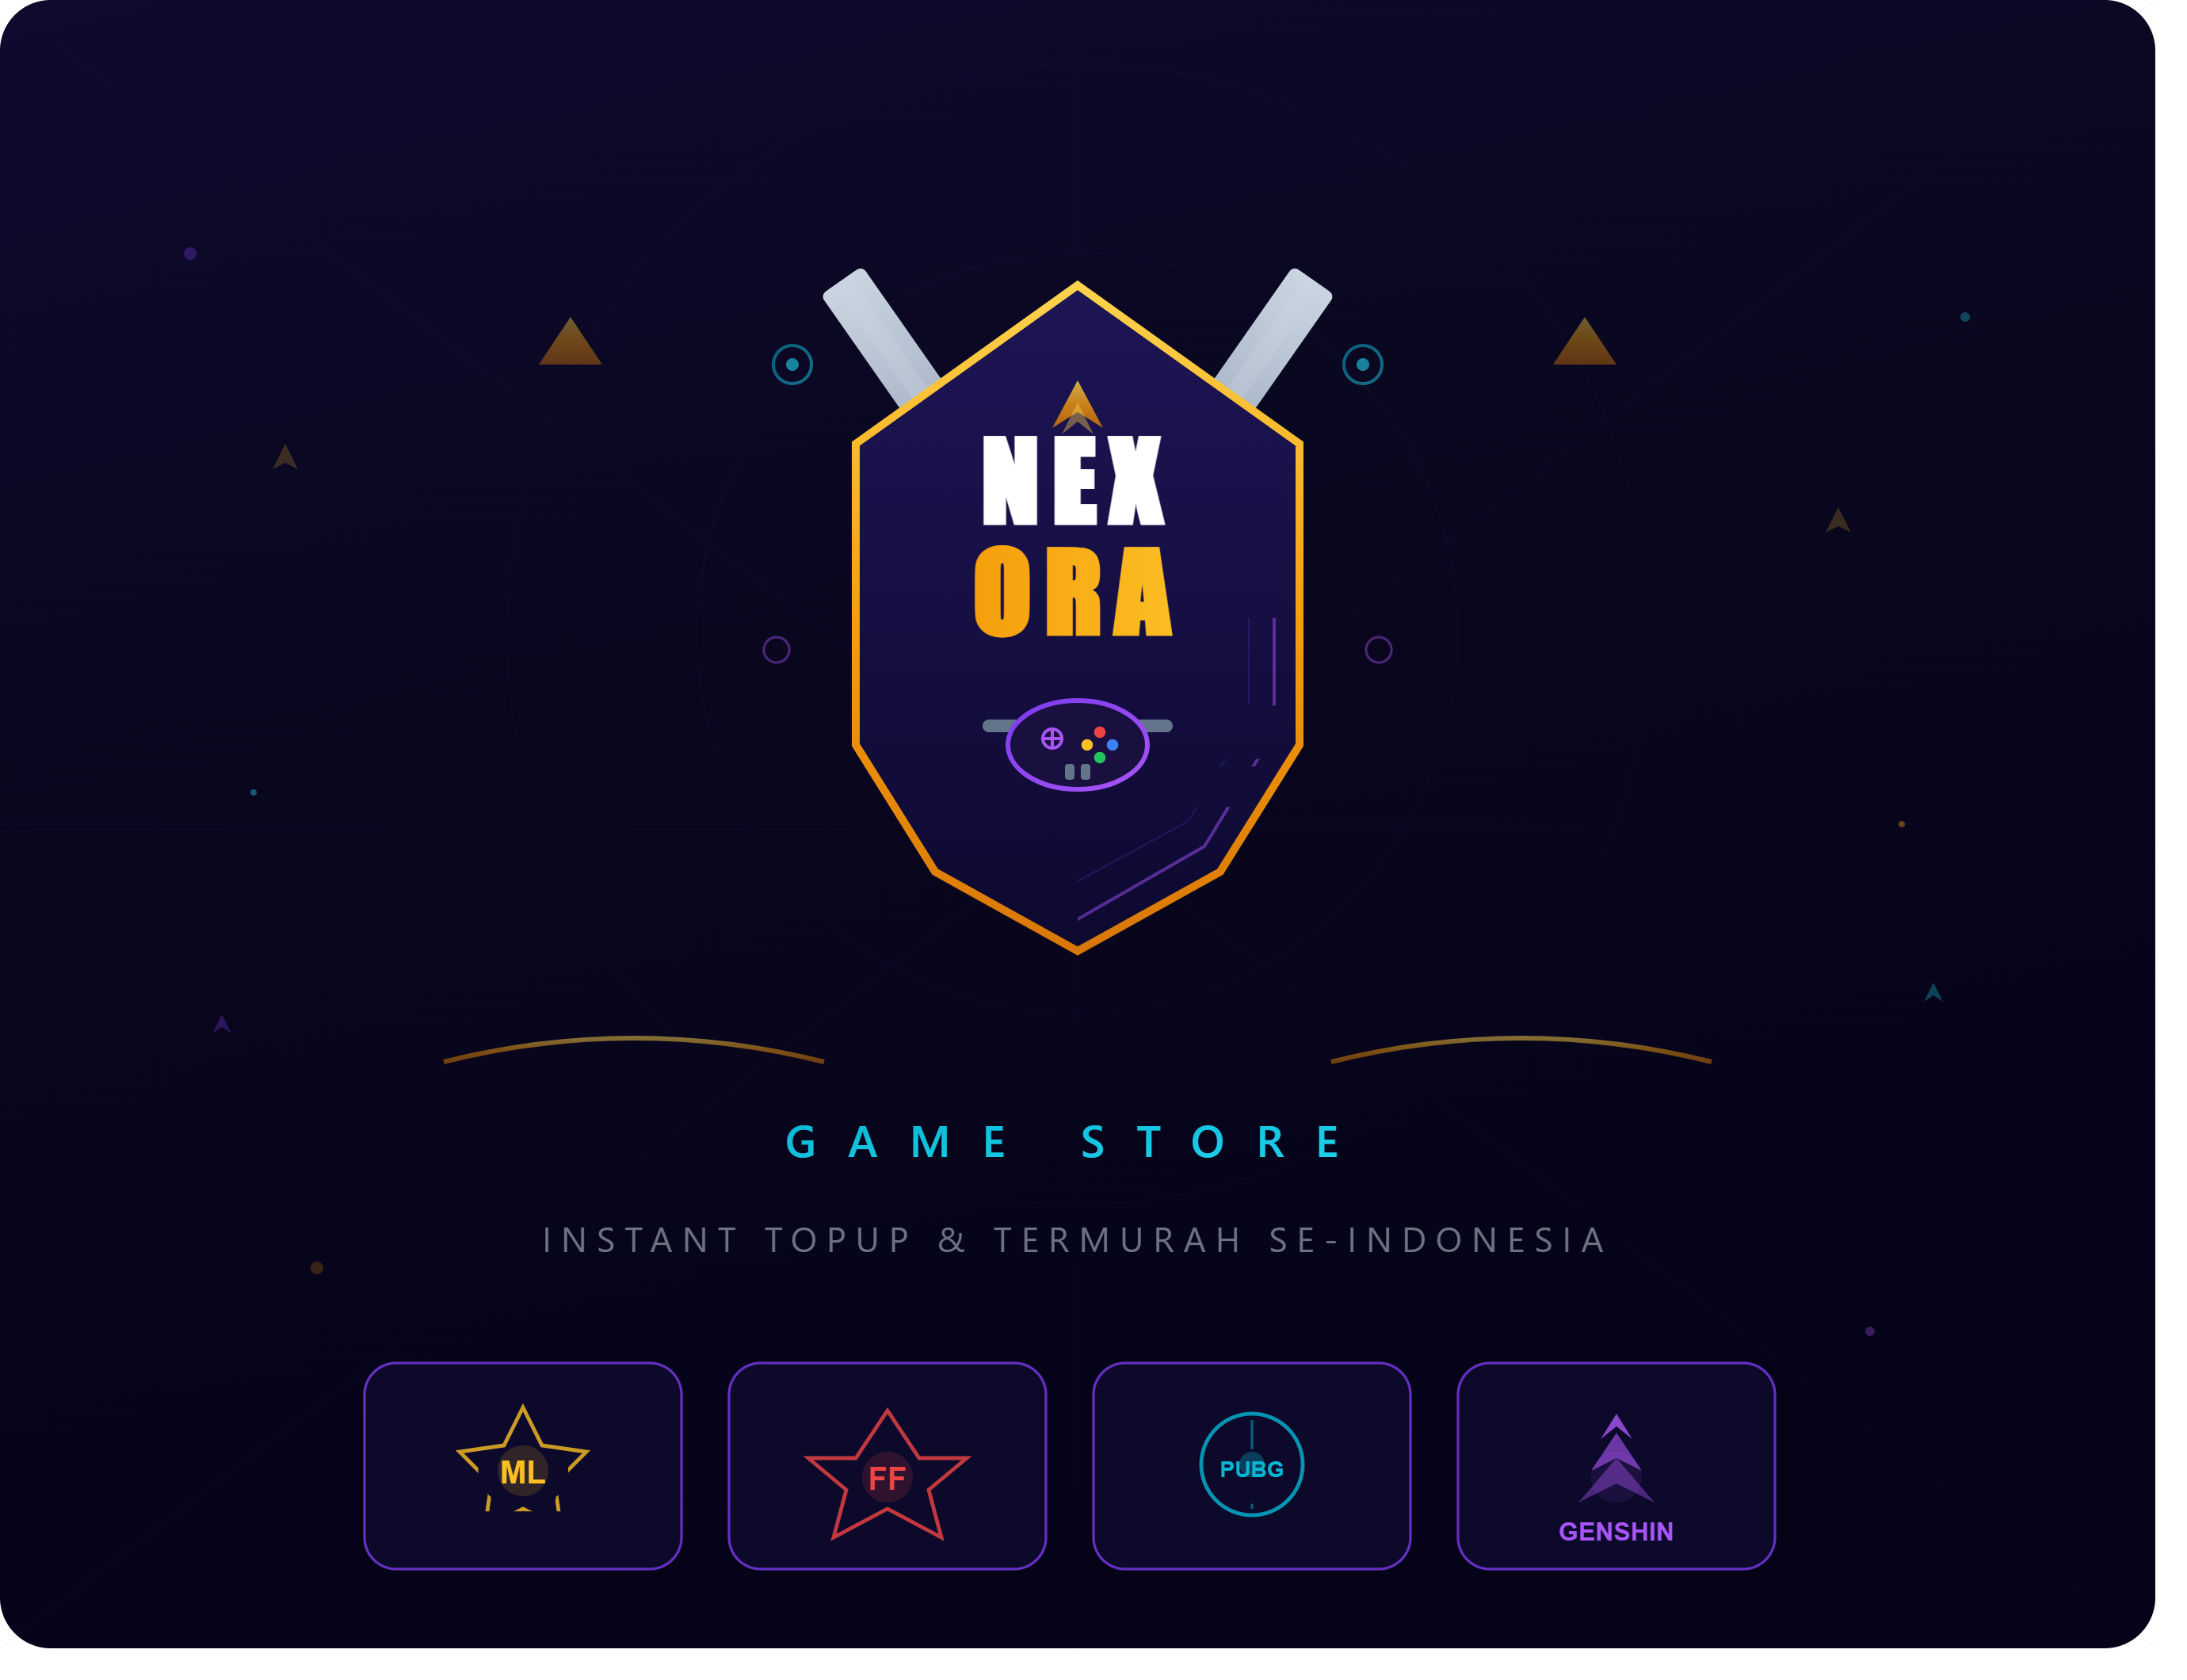 NEX
ORA
GAME STORE
INSTANT TOPUP & TERMURAH SE-INDONESIA
ML
FF
PUBG
GENSHIN